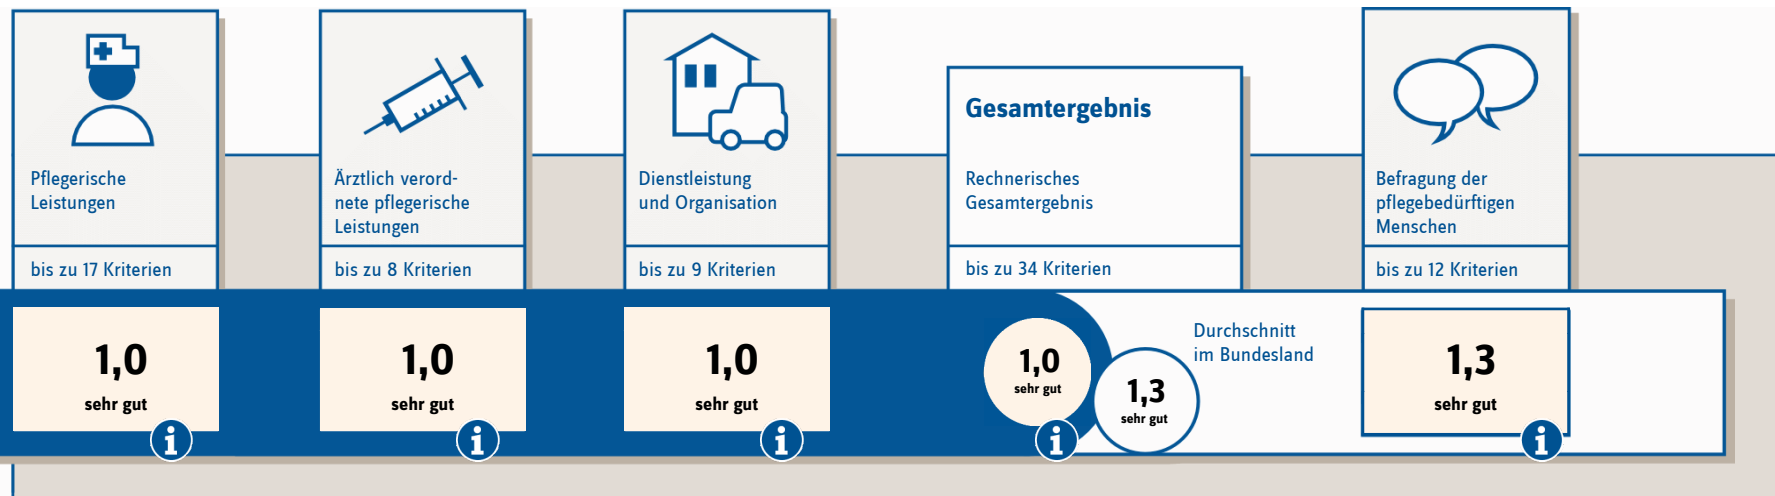 Pflegerische
Leistungen
bis zu 17 Kriterien
1,0
sehr gut
i
Ärztlich verord-
nete pflegerische
Leistungen
bis zu 8 Kriterien
1,0
sehr gut
i
Dienstleistung
und Organisation
bis zu 9 Kriterien
1,0
sehr gut
i
Gesamtergebnis
Rechnerisches
Gesamtergebnis
bis zu 34 Kriterien
1,0
sehr gut
i
1,3
sehr gut
Durchschnitt
im Bundesland
Befragung der
pflegebedürftigen
Menschen
bis zu 12 Kriterien
1,3
sehr gut
i